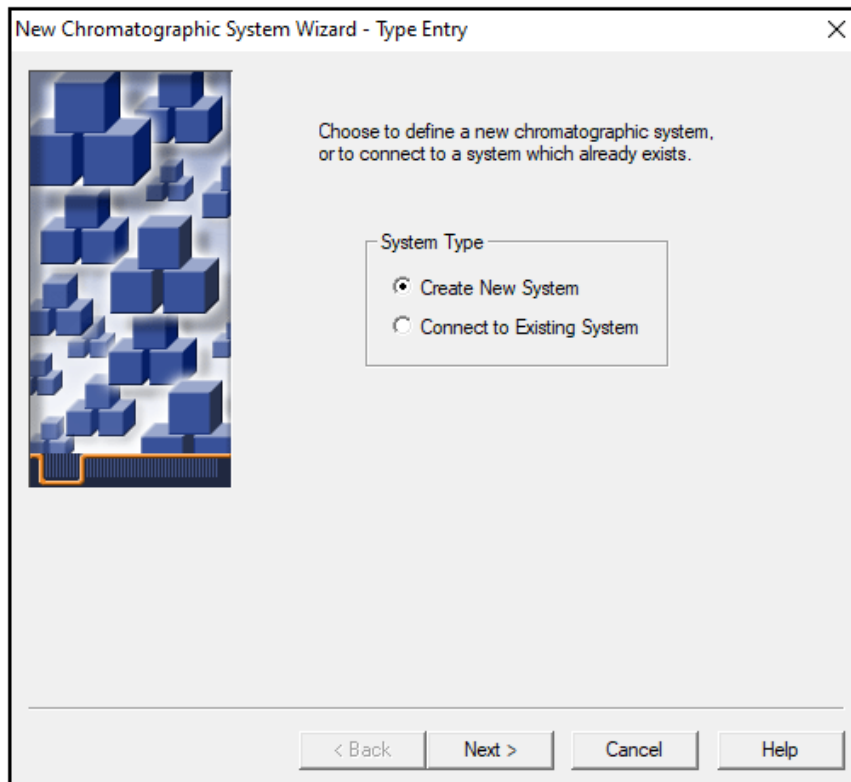 New Chromatographic System Wizard - Type Entry
Choose to define a new chromatographic system,
or to connect to a system which already exists.
System Type
Create New System
Connect to Existing System
< Back Next > Cancel Help